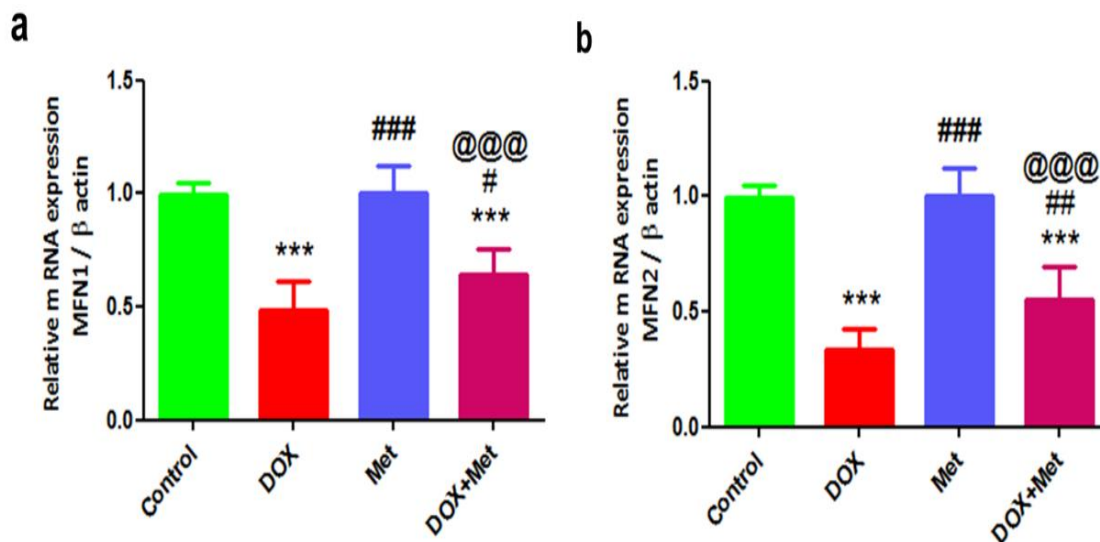 a
Relative m RNA expression
MFN1 / β actin
1.5
1.0
0.5
0.0
***
###
@@@
#
***
Control
DOX
Met
DOX+Met
b
Relative m RNA expression
MFN2 / β actin
1.5
1.0
0.5
0.0
***
###
@@@
##
***
Control
DOX
Met
DOX+Met